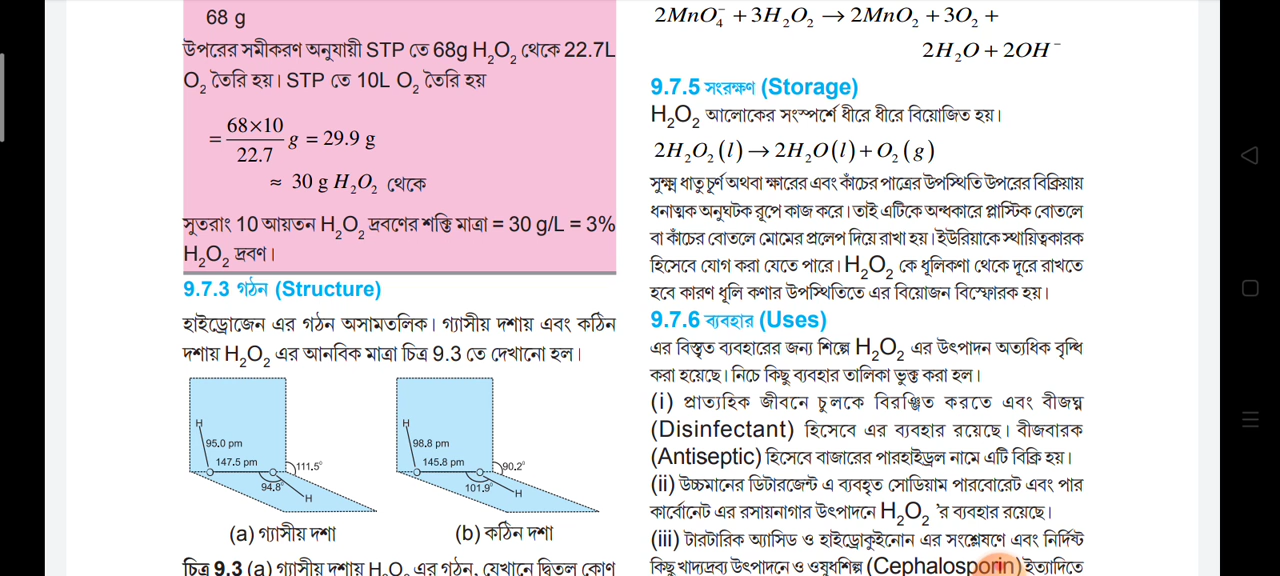 68 g
উপরের সমীকরণ অনুযায়ী STP তে 68g H₂O₂ থেকে 22.7L
O₂ তৈরি হয়। STP তে 10L O₂ তৈরি হয়
= 68×10 / 22.7 g = 29.9 g
≈ 30 g H₂O₂ থেকে
সুতরাং 10 আয়তন H₂O₂ দ্রবণের শক্তি মাত্রা = 30 g/L = 3%
H₂O₂ দ্রবণ।
9.7.3 গঠন (Structure)
হাইড্রোজেন এর গঠন অসামতলিক। গ্যাসীয় দশায় এবং কঠিন
দশায় H₂O₂ এর আনবিক মাত্রা চিত্র 9.3 তে দেখানো হল।
H
95.0 pm
147.5 pm
111.5°
94.8°
H
(a) গ্যাসীয় দশা
H
98.8 pm
145.8 pm
90.2°
101.9°
H
(b) কঠিন দশা
চিত্র 9.3 (a) গ্যাসীয় দশায় H₂O₂ এর গঠন, যেখানে দ্বিতল কোণ
2MnO₄⁻ + 3H₂O₂ → 2MnO₂ + 3O₂ +
2H₂O + 2OH⁻
9.7.5 সংরক্ষণ (Storage)
H₂O₂ আলোকের সংস্পর্শে ধীরে ধীরে বিয়োজিত হয়।
2H₂O₂(l) → 2H₂O(l) + O₂(g)
সুক্ষ্ম ধাতু চূর্ণ অথবা ক্ষারের এবং কাঁচের পাত্রের উপস্থিতি উপরের বিক্রিয়ায়
ধনাত্মক অনুঘটক রূপে কাজ করে। তাই এটিকে অন্ধকারে প্লাস্টিক বোতলে
বা কাঁচের বোতলে মোমের প্রলেপ দিয়ে রাখা হয়। ইউরিয়াকে স্থায়িত্বকারক
হিসেবে যোগ করা যেতে পারে। H₂O₂ কে ধূলিকণা থেকে দূরে রাখতে
হবে কারণ ধূলি কণার উপস্থিতিতে এর বিয়োজন বিস্ফোরক হয়।
9.7.6 ব্যবহার (Uses)
এর বিস্তৃত ব্যবহারের জন্য শিল্পে H₂O₂ এর উৎপাদন অত্যধিক বৃদ্ধি
করা হয়েছে। নিচে কিছু ব্যবহার তালিকা ভুক্ত করা হল।
(i) প্রাত্যহিক জীবনে চুলকে বিরঞ্জিত করতে এবং বীজঘ্ন
(Disinfectant) হিসেবে এর ব্যবহার রয়েছে। বীজবারক
(Antiseptic) হিসেবে বাজারের পারহাইড্রল নামে এটি বিক্রি হয়।
(ii) উচ্চমানের ডিটারজেন্ট এ ব্যবহৃত সোডিয়াম পারবোরেট এবং পার
কার্বোনেট এর রসায়নাগার উৎপাদনে H₂O₂ 'র ব্যবহার রয়েছে।
(iii) টারটারিক অ্যাসিড ও হাইড্রোকুইনোন এর সংশ্লেষণে এবং নির্দিষ্ট
কিছু খাদ্যদ্রব্য উৎপাদনে ও ওষুধশিল্প (Cephalosporin) ইত্যাদিতে